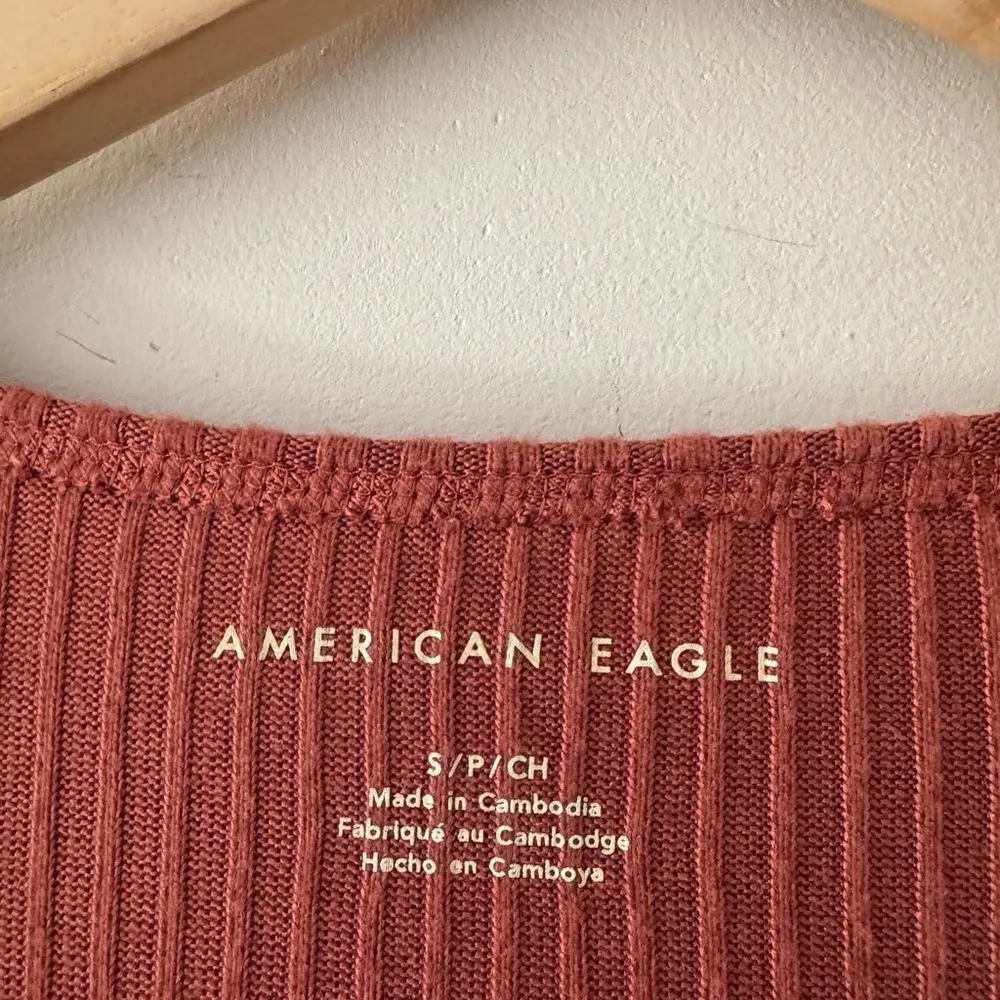 AMERICAN EAGLE
S/P/CH
Made in Cambodia
Fabriqué au Cambodge
Hecho en Camboya